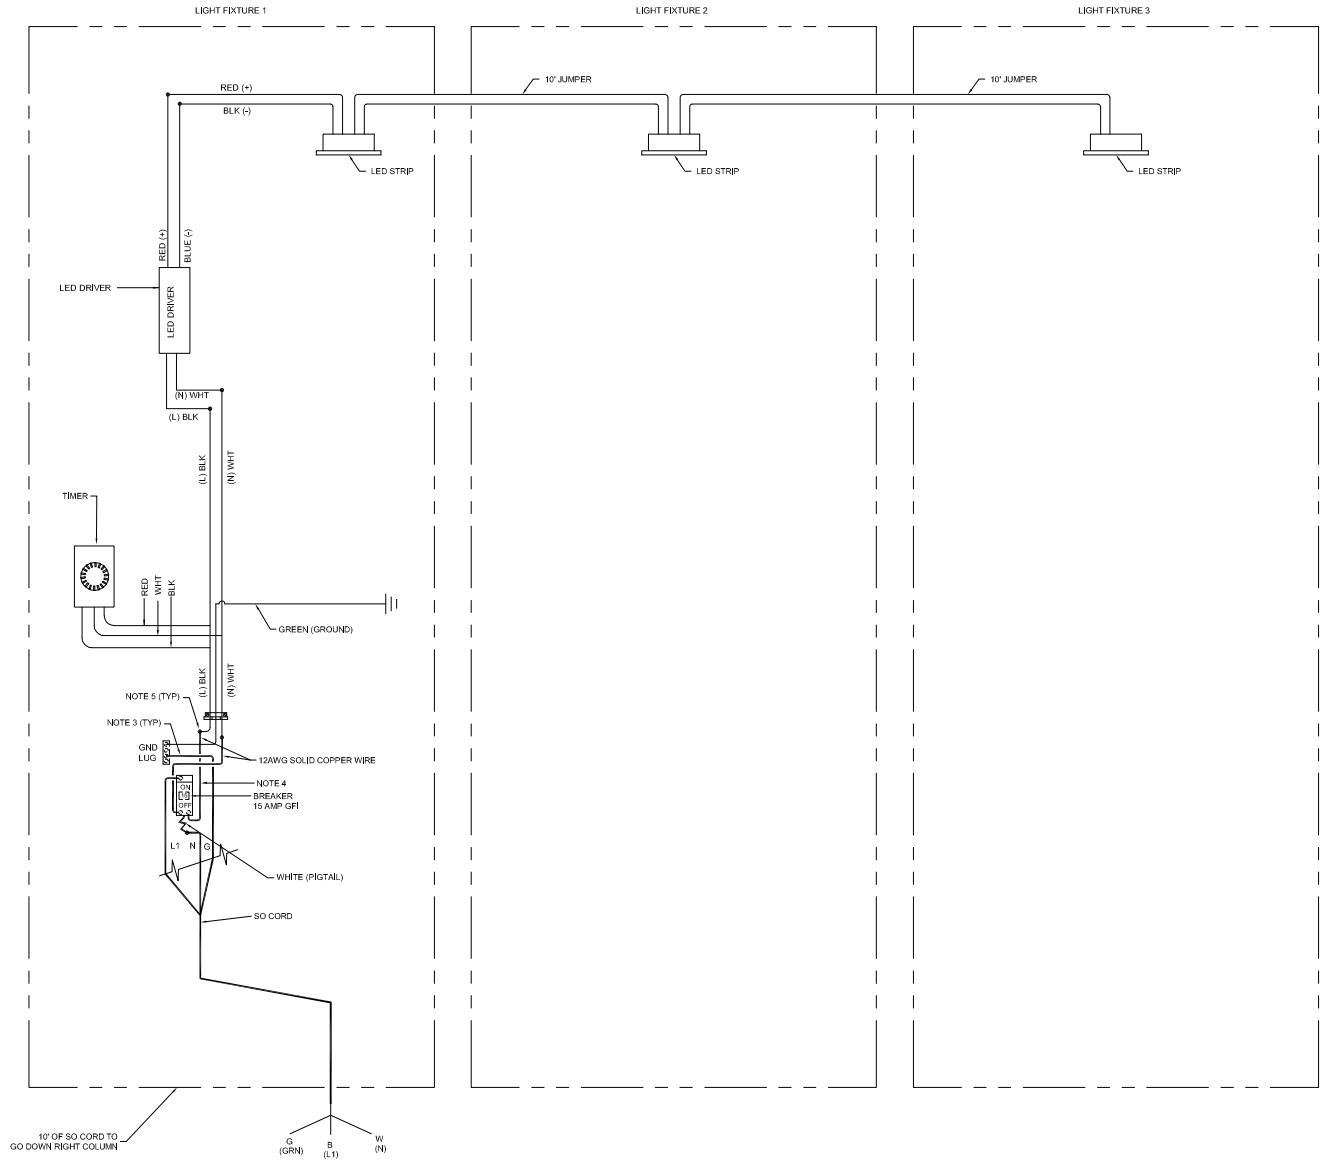 LIGHT FIXTURE 1
LIGHT FIXTURE 2
LIGHT FIXTURE 3
RED (+)
BLK (-)
10' JUMPER
10' JUMPER
LED STRIP
LED STRIP
LED STRIP
RED (+)
BLUE (-)
LED DRIVER
LED DRIVER
(N) WHT
(L) BLK
(L) BLK
(N) WHT
TIMER
RED
WHT
BLK
GREEN (GROUND)
(L) BLK
(N) WHT
NOTE 5 (TYP)
NOTE 3 (TYP)
GND
LUG
12AWG SOLID COPPER WIRE
NOTE 4
ON
BREAKER
15 AMP GFI
OFF
L1 N G
WHITE (PIGTAIL)
SO CORD
10' OF SO CORD TO
GO DOWN RIGHT COLUMN
G
(GRN)
B
(L1)
W
(N)